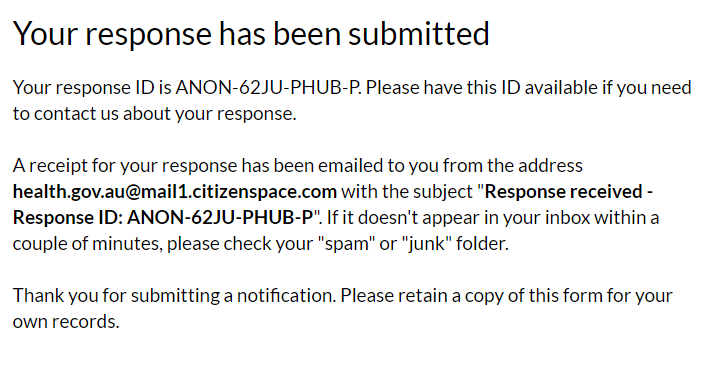 Your response has been submitted
Your response ID is ANON-62JU-PHUB-P. Please have this ID available if you need
to contact us about your response.
A receipt for your response has been emailed to you from the address
health.gov.au@mail1.citizenspace.com with the subject "Response received -
Response ID: ANON-62JU-PHUB-P". If it doesn't appear in your inbox within a
couple of minutes, please check your "spam" or "junk" folder.
Thank you for submitting a notification. Please retain a copy of this form for your
own records.